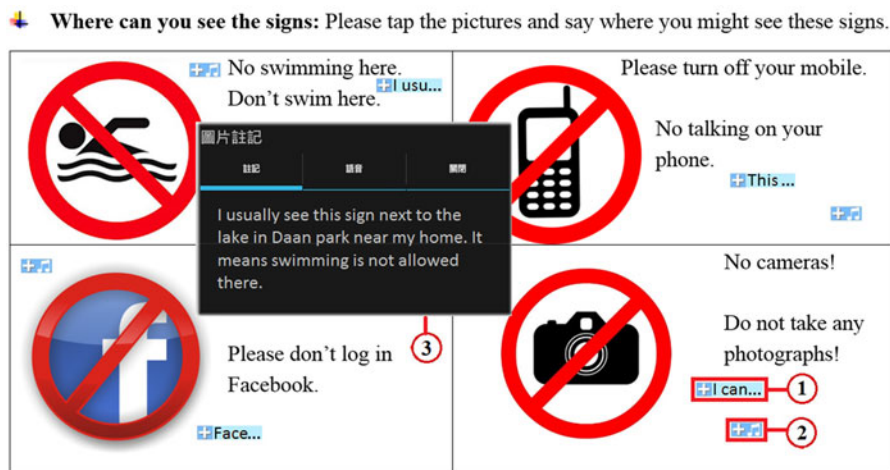 Where can you see the signs: Please tap the pictures and say where you might see these signs.
No swimming here.
I usu...
Don't swim here.
Please turn off your mobile.
No talking on your
phone.
This ...
圖片註記
註記 語音 關閉
I usually see this sign next to the
lake in Daan park near my home. It
means swimming is not allowed
there.
3
f
Please don't log in
Facebook.
Face...
No cameras!
Do not take any
photographs!
I can...
1
2